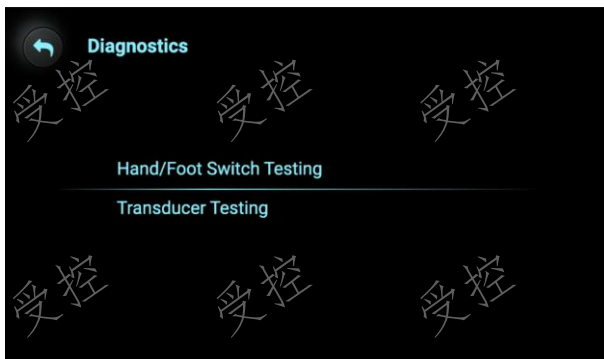 Diagnostics
受控 受控 受控
Hand/Foot Switch Testing
Transducer Testing
受控 受控 受控